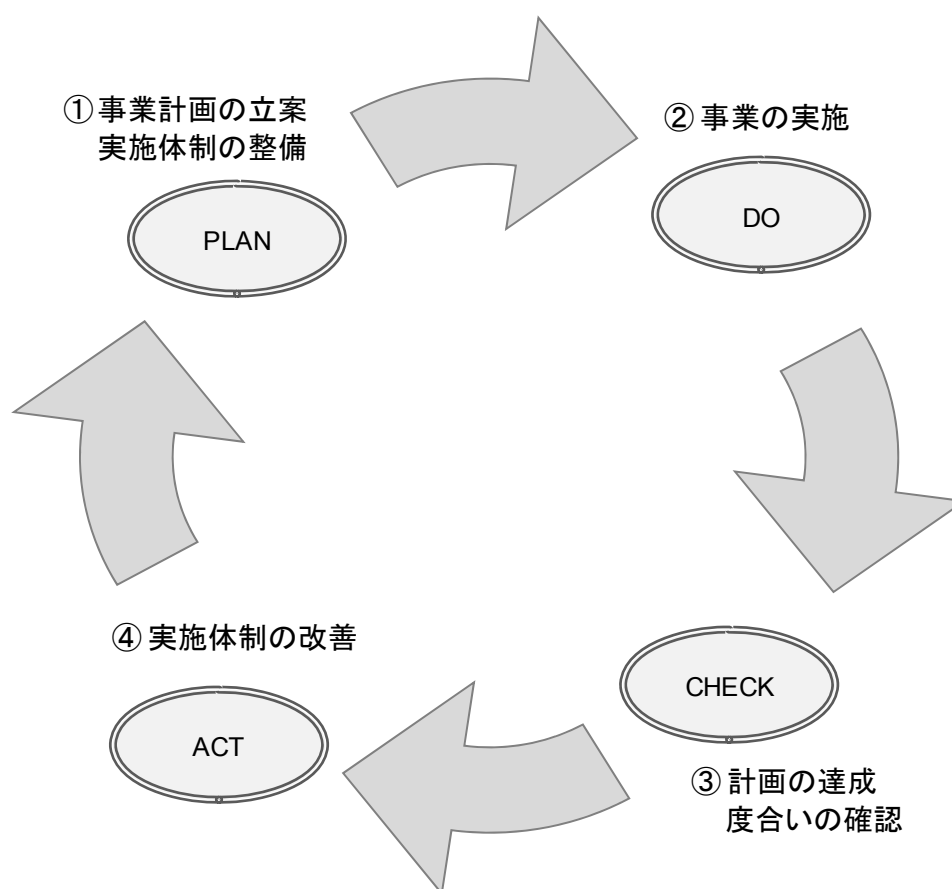 ① 事業計画の立案
実施体制の整備
PLAN
② 事業の実施
DO
CHECK
③ 計画の達成
度合いの確認
④ 実施体制の改善
ACT